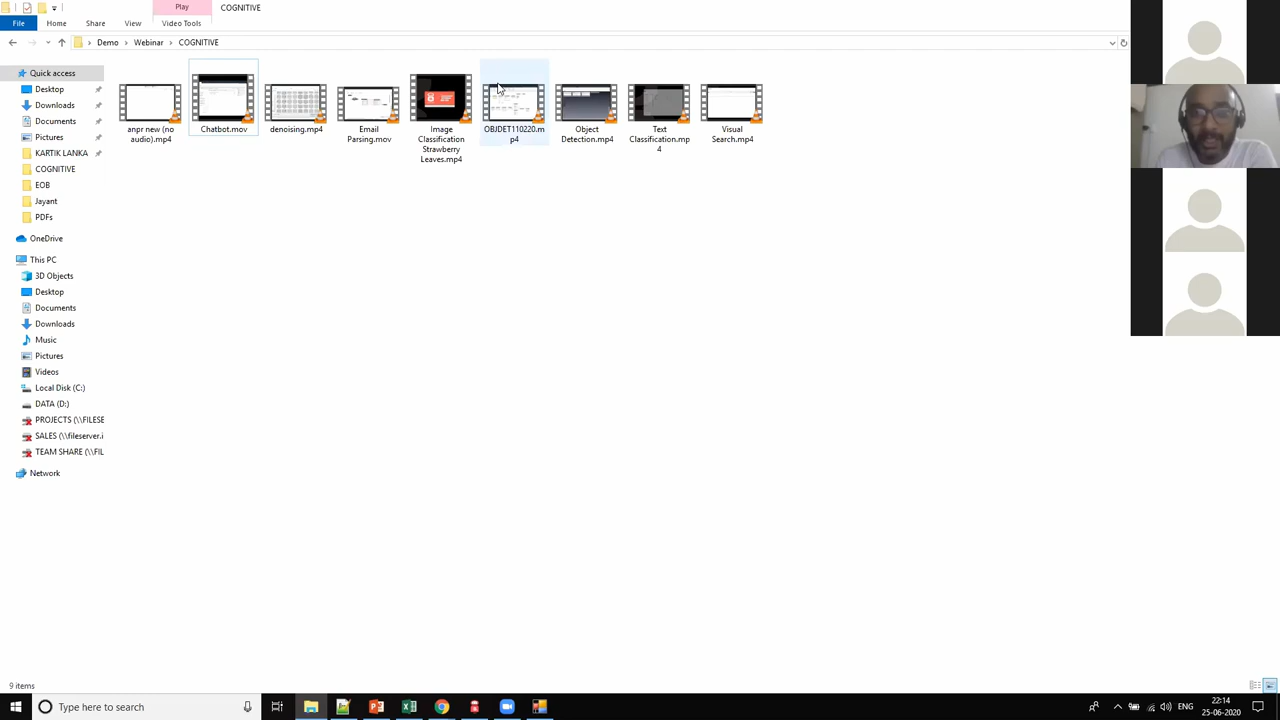 Play
COGNITIVE
File
Home
Share
View
Video Tools
Demo
Webinar
COGNITIVE
Quick access
Desktop
Downloads
Documents
Pictures
KARTIK LANKA
COGNITIVE
EOB
Jayant
PDFs
OneDrive
This PC
3D Objects
Desktop
Documents
Downloads
Music
Pictures
Videos
Local Disk (C:)
DATA (D:)
PROJECTS (\\FILESE
SALES (\\fileserver.i
TEAM SHARE (\\FIL
Network
anpr new (no
audio).mp4
Chatbot.mov
denoising.mp4
Email
Parsing.mov
Image
Classification
Strawberry
Leaves.mp4
OBJDET110220.m
p4
Object
Detection.mp4
Text
Classification.mp
4
Visual
Search.mp4
9 items
Type here to search
ENG
22:14
25-06-2020